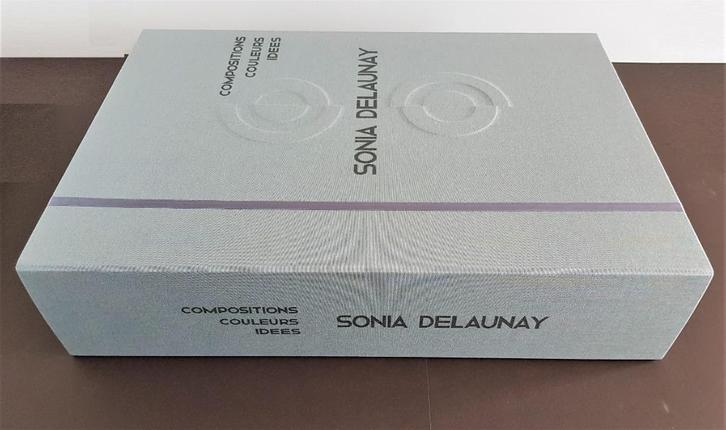 COMPOSITIONS
COULEURS
IDEES
SONIA DELAUNAY
COMPOSITIONS
COULEURS
IDEES
SONIA DELAUNAY